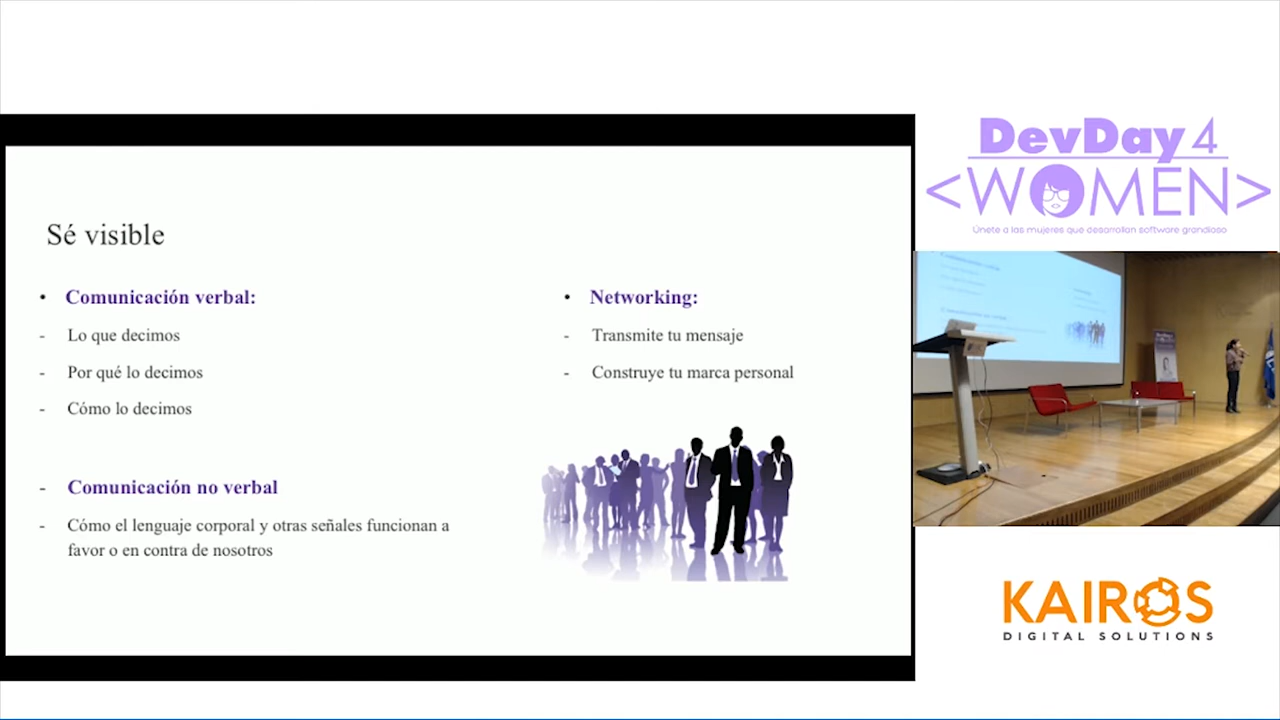 Sé visible
• Comunicación verbal:
- Lo que decimos
- Por qué lo decimos
- Cómo lo decimos
- Comunicación no verbal
- Cómo el lenguaje corporal y otras señales funcionan a
favor o en contra de nosotros
• Networking:
- Transmite tu mensaje
- Construye tu marca personal
DevDay4
<WOMEN>
Únete a las mujeres que desarrollan software grandioso
KAIROS
DIGITAL SOLUTIONS